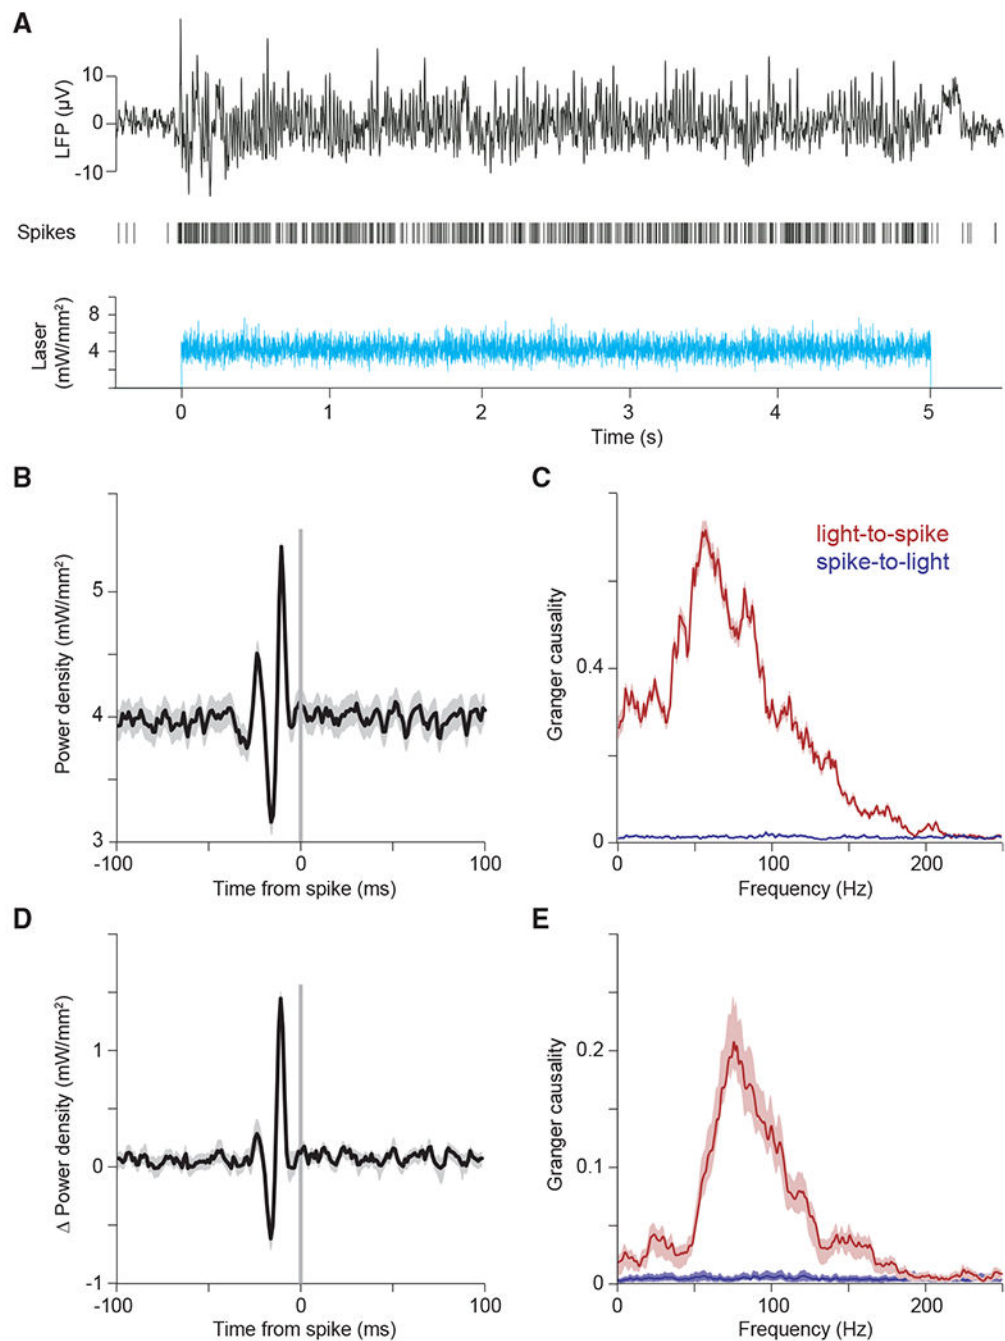 A
LFP (µV)
10
0
-10
Spikes
Laser
(mW/mm²)
8
4
0
1
2
3
4
5
Time (s)
B
Power density (mW/mm²)
5
4
3
-100
0
100
Time from spike (ms)
C
light-to-spike
spike-to-light
Granger causality
0.4
0
0
100
200
Frequency (Hz)
D
Δ Power density (mW/mm²)
1
0
-1
-100
0
100
Time from spike (ms)
E
Granger causality
0.2
0.1
0
0
100
200
Frequency (Hz)